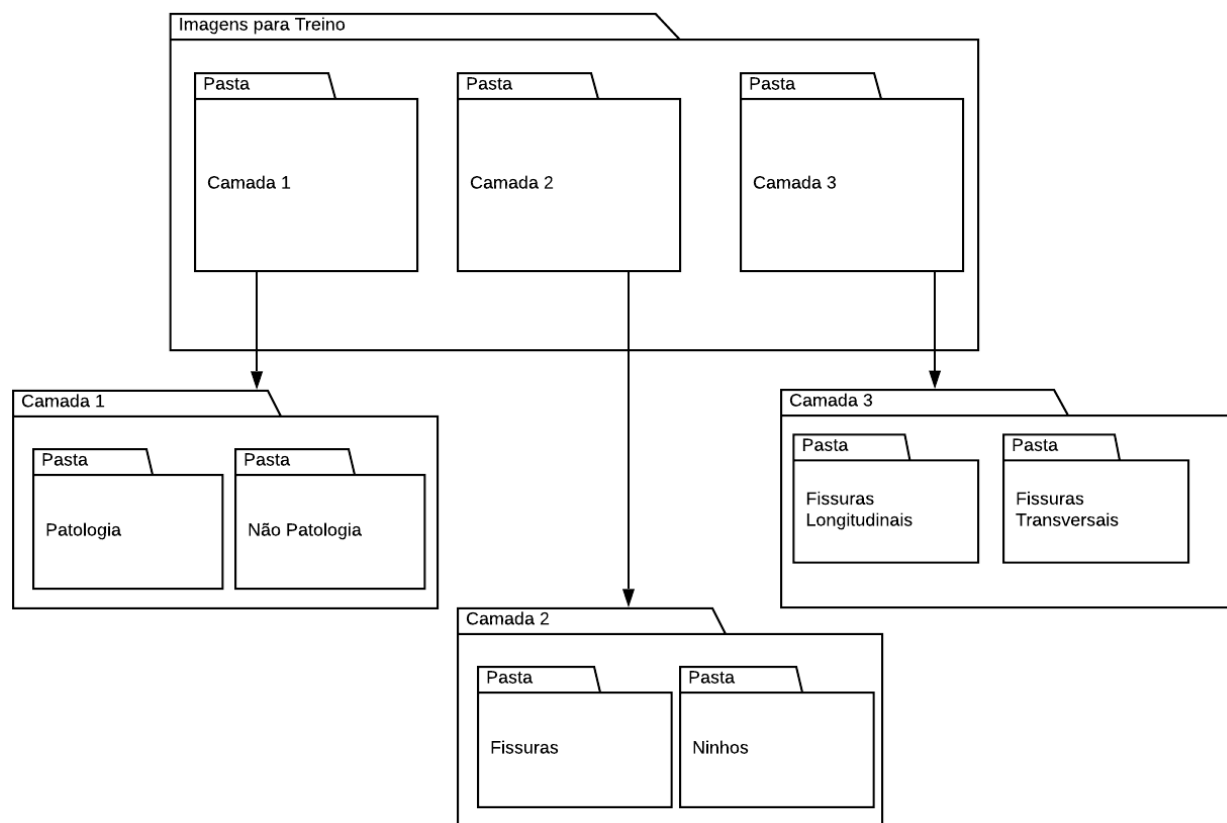 Imagens para Treino
Pasta
Pasta
Pasta
Camada 1
Camada 2
Camada 3
Camada 1
Pasta
Pasta
Patologia
Não Patologia
Camada 3
Pasta
Pasta
Fissuras
Longitudinais
Fissuras
Transversais
Camada 2
Pasta
Pasta
Fissuras
Ninhos